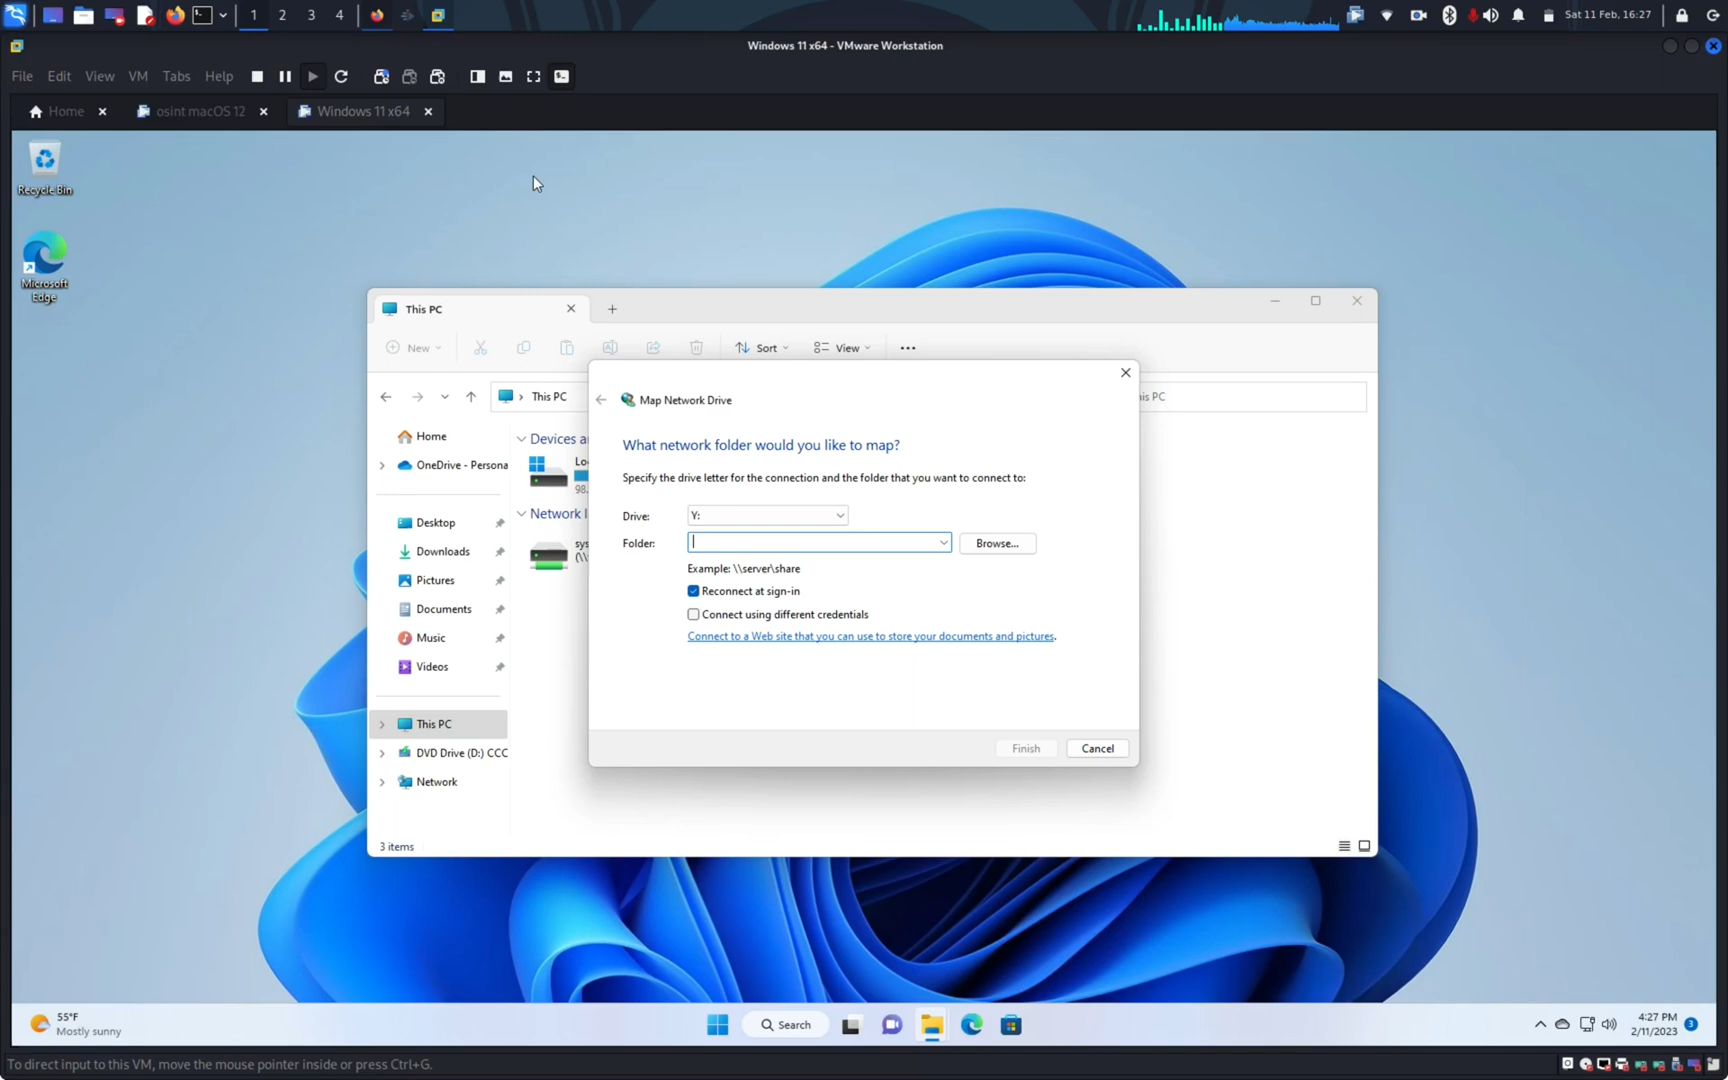 1 2 3 4
Sat 11 Feb, 16:27
Windows 11 x64 - VMware Workstation
File Edit View VM Tabs Help
Home osint macOS 12 Windows 11 x64
Recycle Bin
Microsoft
Edge
This PC
New Sort View
This PC
is PC
Map Network Drive
What network folder would you like to map?
Specify the drive letter for the connection and the folder that you want to connect to:
Drive: Y:
Folder: Browse...
Example: \\server\share
Reconnect at sign-in
Connect using different credentials
Connect to a Web site that you can use to store your documents and pictures.
Finish Cancel
Home
OneDrive - Persona
Desktop
Downloads
Pictures
Documents
Music
Videos
This PC
DVD Drive (D:) CCC
Network
Devices a
Lo
98.
Network l
sys
(\\
3 items
55°F
Mostly sunny
Search
4:27 PM
2/11/2023
3
To direct input to this VM, move the mouse pointer inside or press Ctrl+G.